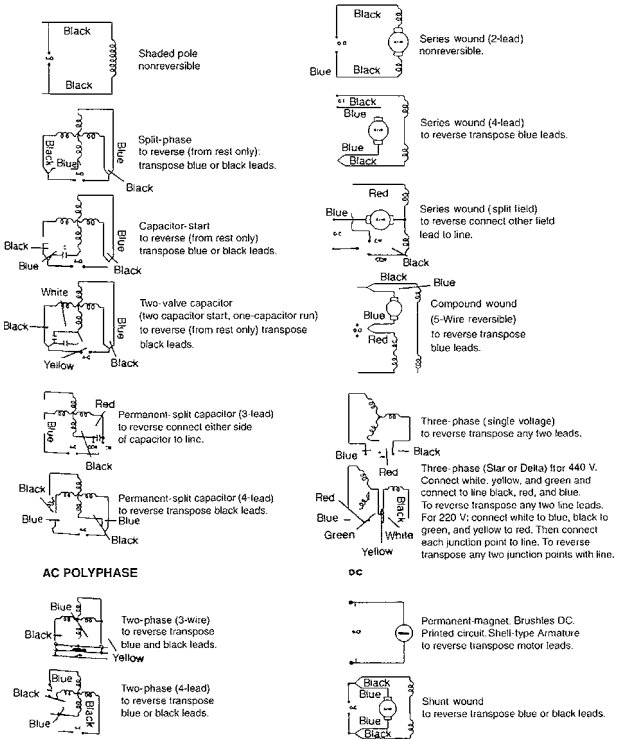 Black
Shaded pole
nonreversible
Black
Black
Blue
Split-phase
to reverse (from rest only):
transpose blue or black leads.
Blue
Black
Black
Blue
Capacitor-start
to reverse (from rest only)
transpose blue or black leads.
Blue
Black
White
Black
Two-valve capacitor
(two capacitor start, one-capacitor run)
to reverse (from rest only) transpose
black leads.
Blue
Yellow
Black
Red
Blue
Permanent-split capacitor (3-lead)
to reverse connect either side
of capacitor to line.
Black
Black
Blue
Permanent-split capacitor (4-lead)
to reverse transpose black leads.
Blue
Black
AC POLYPHASE
Blue
Black
Two-phase (3-wire)
to reverse transpose
blue and black leads.
Yellow
Blue
Black
Blue
Black
Two-phase (4-lead)
to reverse transpose
blue or black leads.
Black
Series wound (2-lead)
nonreversible.
Blue
Black
Black
Blue
Series wound (4-lead)
to reverse transpose blue leads.
Black
Red
Blue
Series wound (split field)
to reverse connect other field
lead to line.
Black
Black
Blue
Blue
Red
Compound wound
(5-Wire reversible)
to reverse transpose
blue leads.
Three-phase (single voltage)
to reverse transpose any two leads.
Blue
Black
Red
Red
Blue
Green
Black
White
Yellow
Three-phase (Star or Delta) ftor 440 V.
Connect white, yellow, and green and
connect to line black, red, and blue.
To reverse transpose any two line leads.
For 220 V; connect white to blue, black to
green, and yellow to red. Then connect
each junction point to line. To reverse
transpose any two junction points with line.
DC
Permanent-magnet. Brushles DC.
Printed circuit. Shell-type Armature
to reverse transpose motor leads.
Black
Blue
Blue
Black
Shunt wound
to reverse transpose blue or black leads.